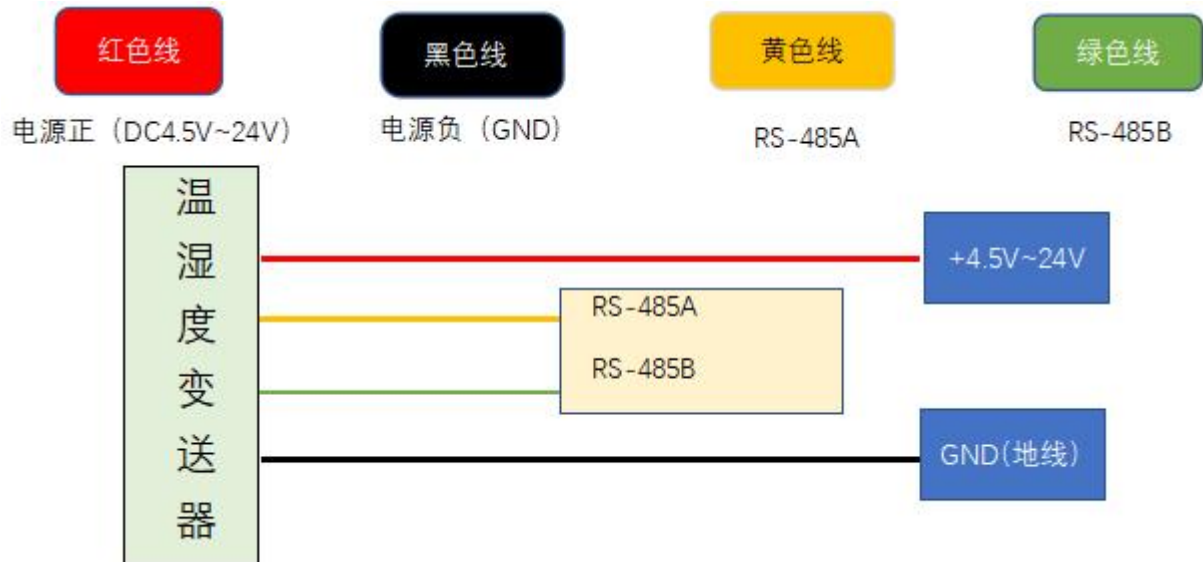 红色线
黑色线
黄色线
绿色线
电源正（DC4.5V~24V）
电源负（GND）
RS-485A
RS-485B
温湿度变送器
+4.5V~24V
RS-485A
RS-485B
GND(地线)